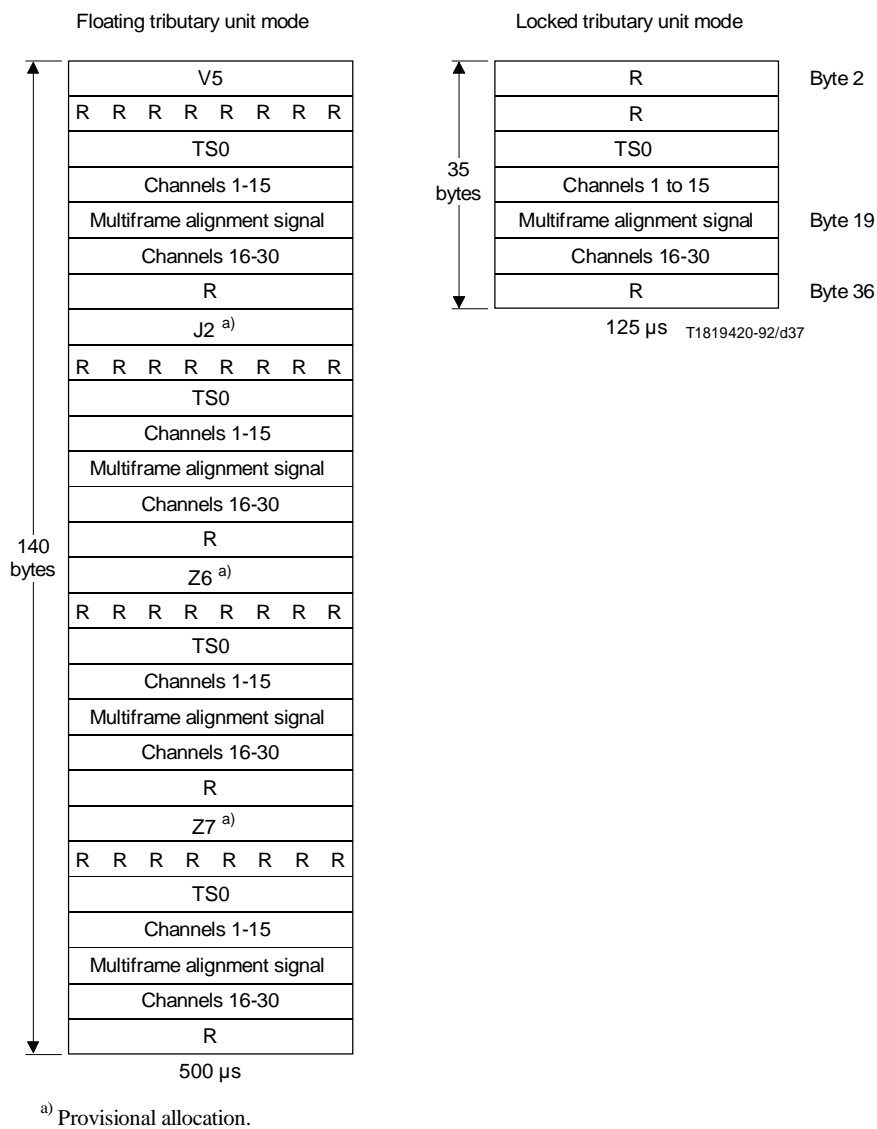 Floating tributary unit mode
V5
R R R R R R R R
TS0
Channels 1-15
Multiframe alignment signal
Channels 16-30
R
J2 a)
R R R R R R R R
TS0
Channels 1-15
Multiframe alignment signal
Channels 16-30
R
Z6 a)
R R R R R R R R
TS0
Channels 1-15
Multiframe alignment signal
Channels 16-30
R
Z7 a)
R R R R R R R R
TS0
Channels 1-15
Multiframe alignment signal
Channels 16-30
R
140
bytes
500 µs
Locked tributary unit mode
R Byte 2
R
TS0
Channels 1 to 15
Multiframe alignment signal Byte 19
Channels 16-30
R Byte 36
35
bytes
125 µs T1819420-92/d37
a) Provisional allocation.